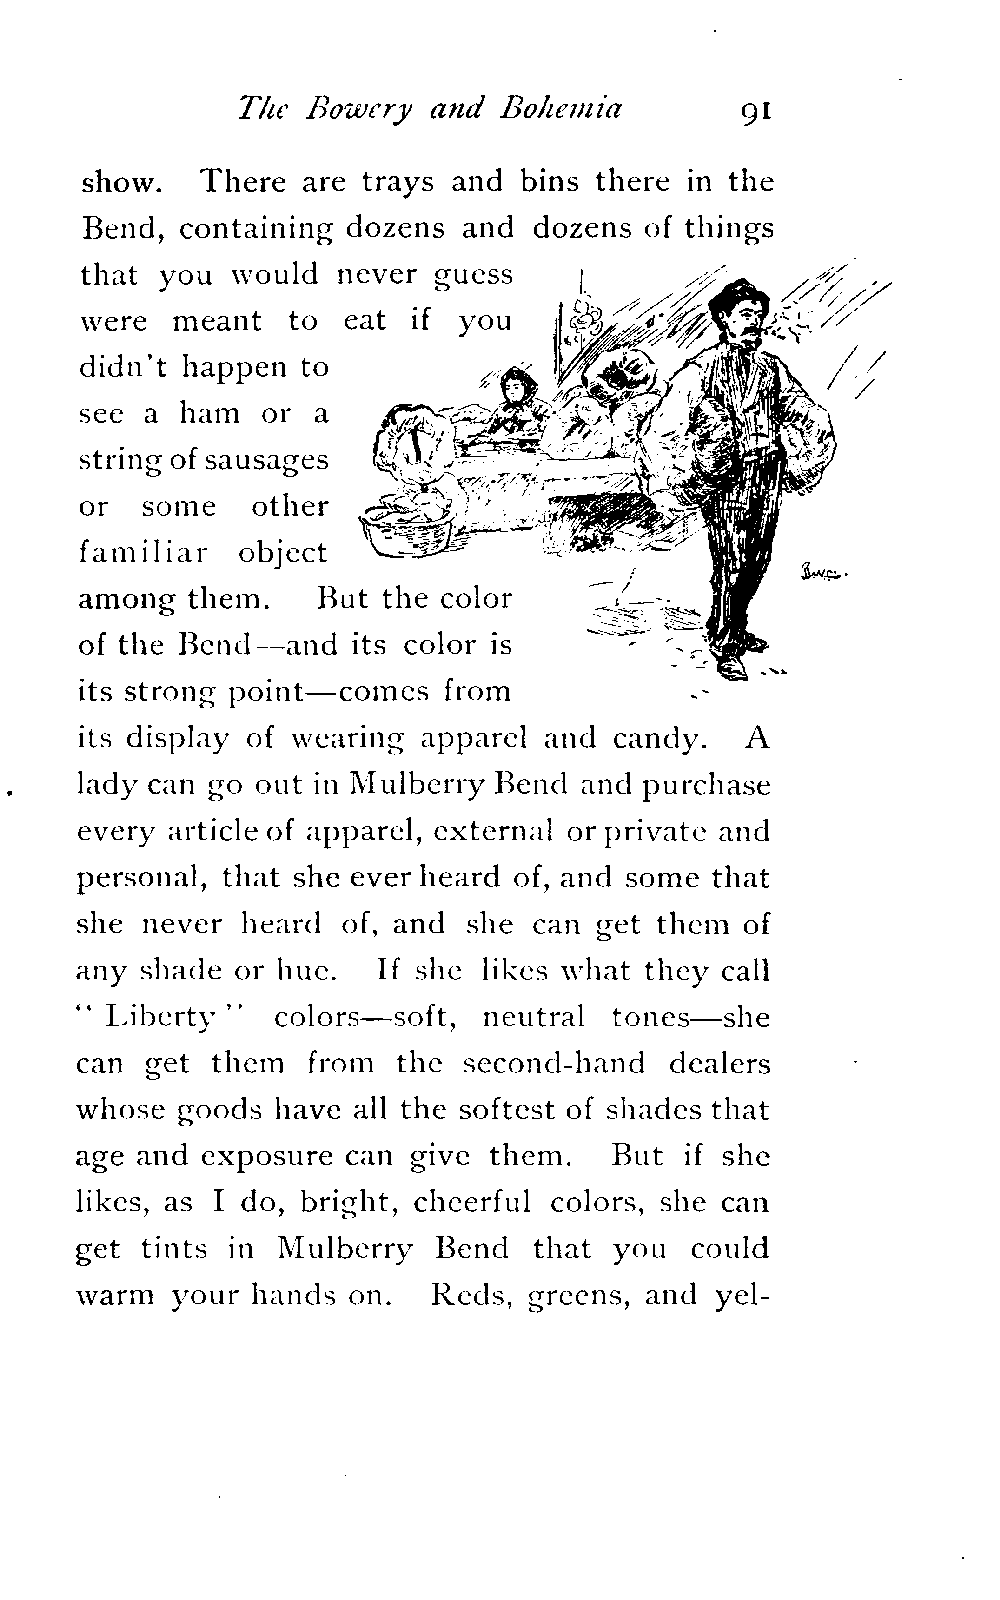 The Bowery and Bohemia 91
show. There are trays and bins there in the
Bend, containing dozens and dozens of things
that you would never guess
were meant to eat if you
didn't happen to
see a ham or a
string of sausages
or some other
familiar object
among them. But the color
of the Bend—and its color is
its strong point—comes from
its display of wearing apparel and candy. A
lady can go out in Mulberry Bend and purchase
every article of apparel, external or private and
personal, that she ever heard of, and some that
she never heard of, and she can get them of
any shade or hue. If she likes what they call
“ Liberty ” colors—soft, neutral tones—she
can get them from the second-hand dealers
whose goods have all the softest of shades that
age and exposure can give them. But if she
likes, as I do, bright, cheerful colors, she can
get tints in Mulberry Bend that you could
warm your hands on. Reds, greens, and yel-